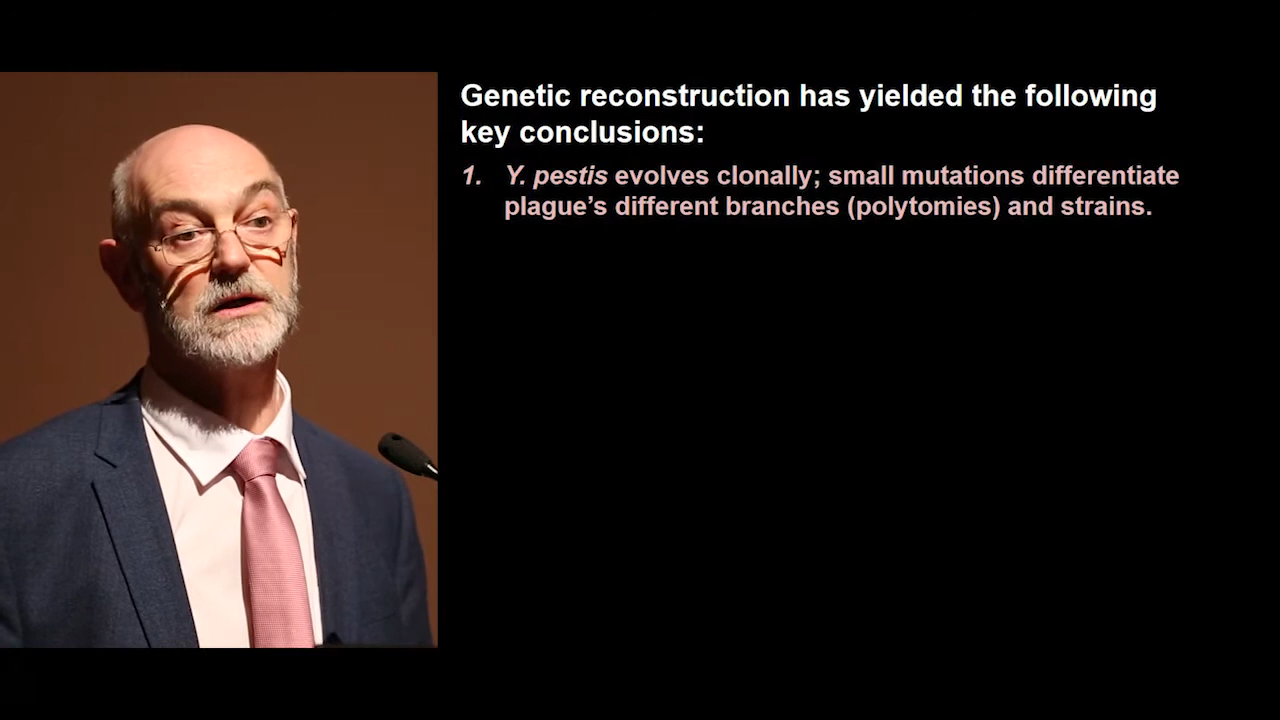 Genetic reconstruction has yielded the following
key conclusions:
1. Y. pestis evolves clonally; small mutations differentiate
plague’s different branches (polytomies) and strains.